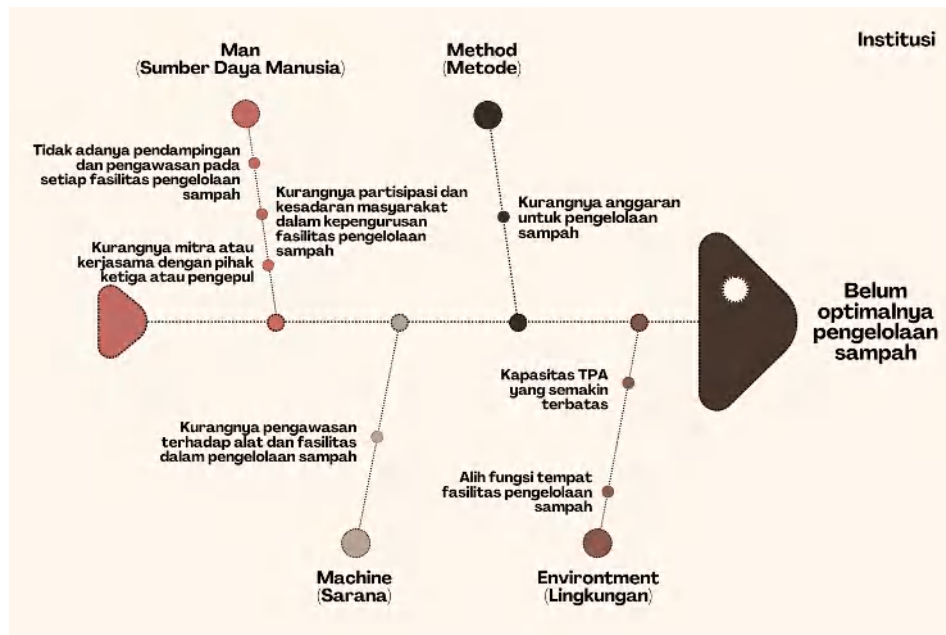 Institusi
Man
(Sumber Daya Manusia)
Method
(Metode)
Tidak adanya pendampingan
dan pengawasan pada
setiap fasilitas pengelolaan
sampah
Kurangnya partisipasi dan
kesadaran masyarakat
dalam kepengurusan
fasilitas pengelolaan
sampah
Kurangnya mitra atau
kerjasama dengan pihak
ketiga atau pengepul
Kurangnya anggaran
untuk pengelolaan
sampah
Belum
optimalnya
pengelolaan
sampah
Kurangnya pengawasan
terhadap alat dan fasilitas
dalam pengelolaan sampah
Kapasitas TPA
yang semakin
terbatas
Alih fungsi tempat
fasilitas pengelolaan
sampah
Machine
(Sarana)
Environtment
(Lingkungan)